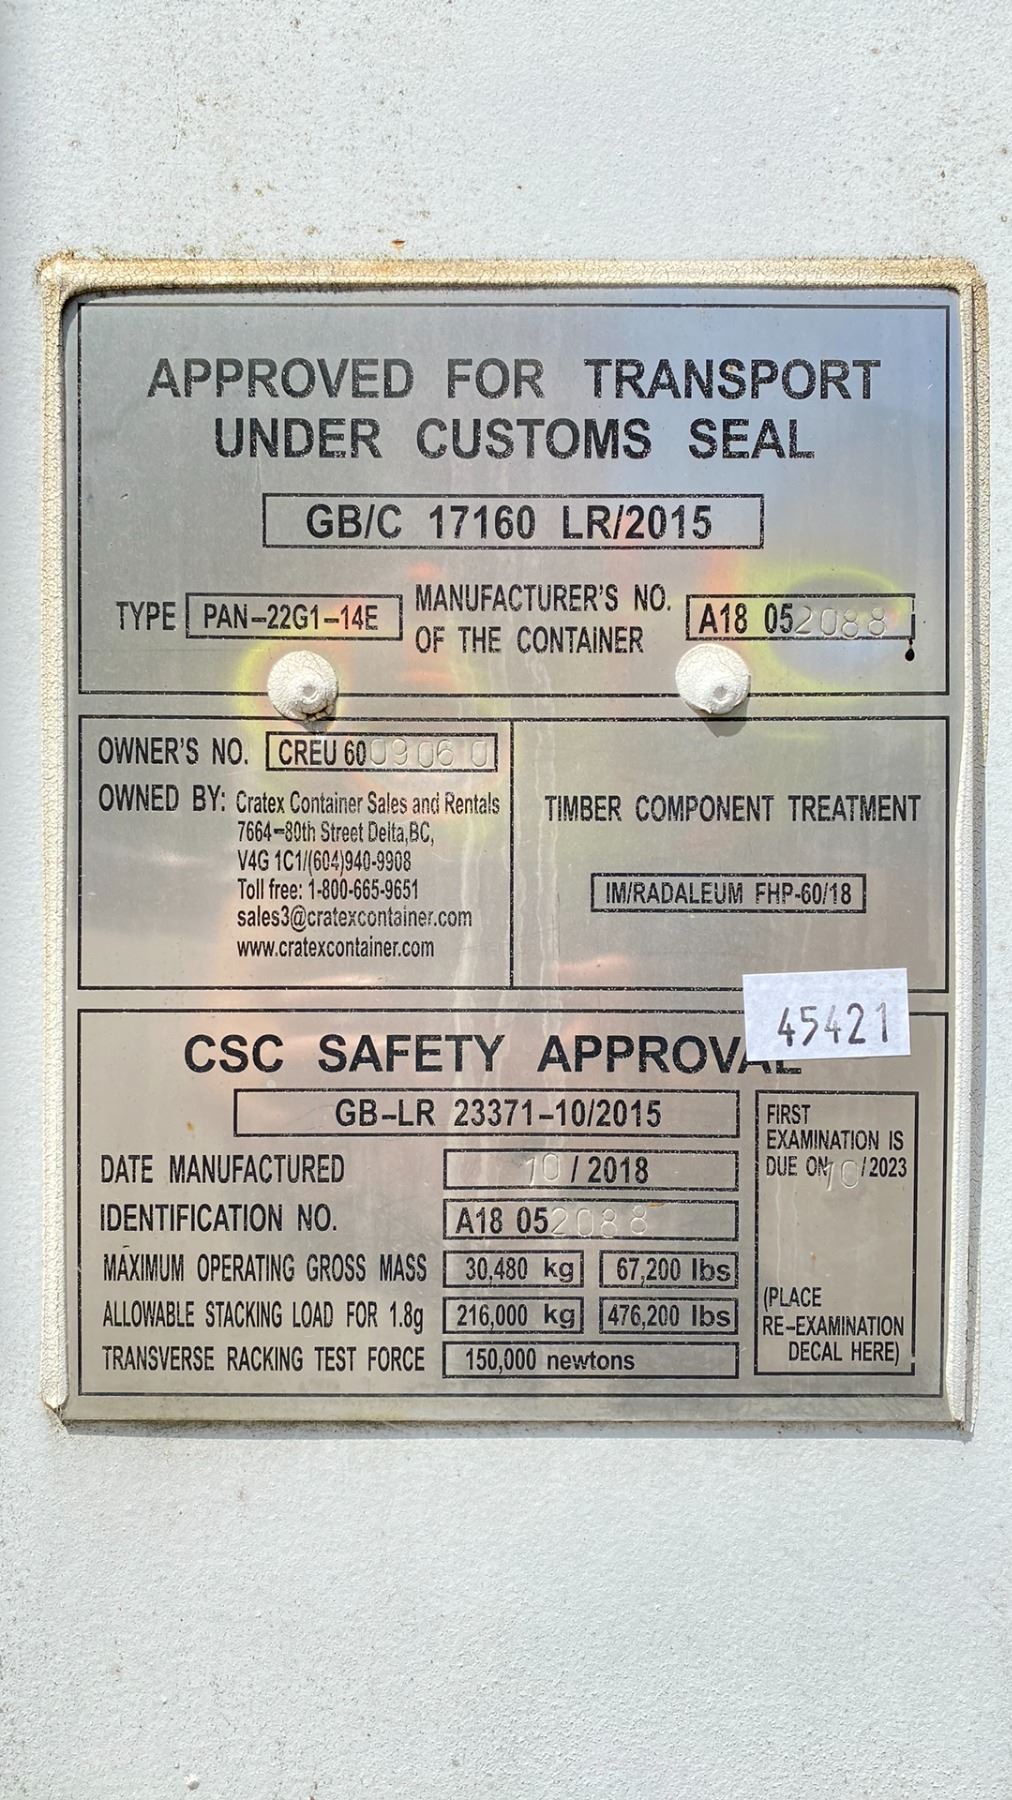 APPROVED FOR TRANSPORT
UNDER CUSTOMS SEAL
GB/C 17160 LR/2015
TYPE PAN-22G1-14E MANUFACTURER'S NO. OF THE CONTAINER A18 052088
OWNER'S NO. CREU 6009060
OWNED BY: Cratex Container Sales and Rentals
7664-80th Street Delta,BC,
V4G 1C1/(604)940-9908
Toll free: 1-800-665-9651
sales3@cratexcontainer.com
www.cratexcontainer.com
TIMBER COMPONENT TREATMENT
IM/RADALEUM FHP-60/18
45421
CSC SAFETY APPROVAL
GB-LR 23371-10/2015
DATE MANUFACTURED 10 / 2018
IDENTIFICATION NO. A18 052088
MAXIMUM OPERATING GROSS MASS 30,480 kg 67,200 lbs
ALLOWABLE STACKING LOAD FOR 1.8g 216,000 kg 476,200 lbs
TRANSVERSE RACKING TEST FORCE 150,000 newtons
FIRST
EXAMINATION IS
DUE ON 10/2023
(PLACE
RE-EXAMINATION
DECAL HERE)